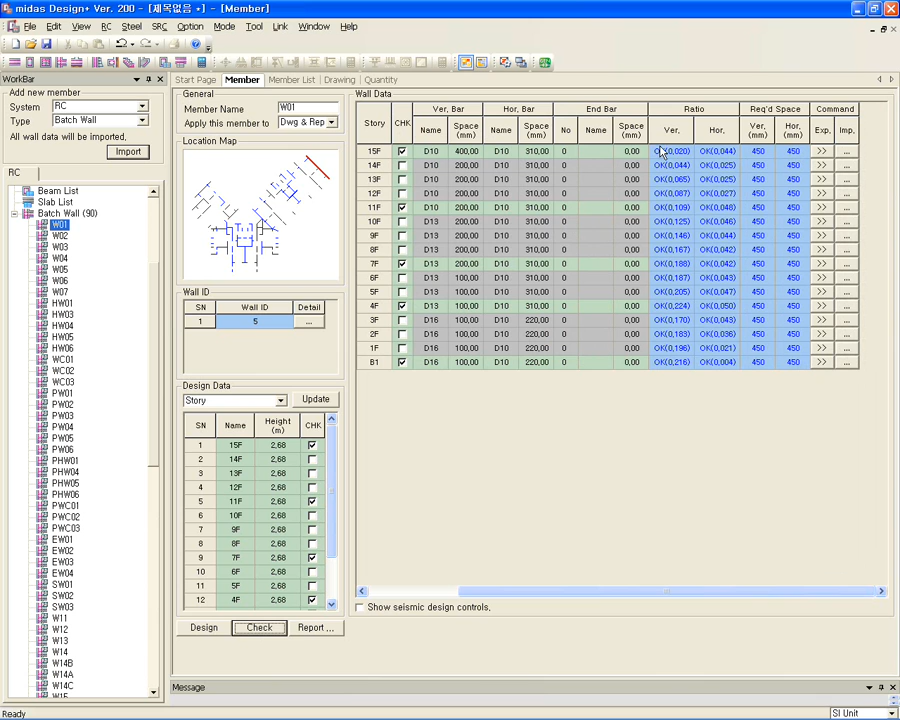 midas Design+ Ver. 200 - [제목없음 *] - [Member]
File Edit View RC Steel SRC Option Mode Tool Link Window Help
WorkBar
Start Page Member Member List Drawing Quantity
Add new member
System RC
Type Batch Wall
All wall data will be imported,
Import
RC
Beam List
Slab List
Batch Wall (90)
W01
W02
W03
W04
W05
W06
W07
HW01
HW03
HW04
HW05
HW06
WC01
WC02
WC03
PW01
PW02
PW03
PW04
PW05
PW06
PHW01
PHW04
PHW05
PHW06
PWC01
PWC02
PWC03
EW01
EW02
EW03
EW04
SW01
SW02
SW03
W11
W12
W13
W14
W14B
W14A
W14C
W15
General
Member Name W01
Apply this member to Dwg & Rep
Location Map
Wall ID
SN Wall ID Detail
1 5 ...
Design Data
Story Update
SN Name Height (m) CHK
1 15F 2,68
2 14F 2,68
3 13F 2,68
4 12F 2,68
5 11F 2,68
6 10F 2,68
7 9F 2,68
8 8F 2,68
9 7F 2,68
10 6F 2,68
11 5F 2,68
12 4F 2,68
Design Check Report ...
Wall Data
Story CHK Ver, Bar Hor, Bar End Bar Ratio Req'd Space Command
Name Space (mm) Name Space (mm) No Name Space (mm) Ver, Hor, Ver, (mm) Hor, (mm) Exp, Imp,
15F D10 400,00 D10 310,00 0 0,00 OK(0,020) OK(0,044) 450 450 >> ...
14F D10 200,00 D10 310,00 0 0,00 OK(0,044) OK(0,025) 450 450 >> ...
13F D10 200,00 D10 310,00 0 0,00 OK(0,065) OK(0,025) 450 450 >> ...
12F D10 200,00 D10 310,00 0 0,00 OK(0,087) OK(0,027) 450 450 >> ...
11F D10 200,00 D10 310,00 0 0,00 OK(0,109) OK(0,048) 450 450 >> ...
10F D13 200,00 D10 310,00 0 0,00 OK(0,125) OK(0,046) 450 450 >> ...
9F D13 200,00 D10 310,00 0 0,00 OK(0,146) OK(0,044) 450 450 >> ...
8F D13 200,00 D10 310,00 0 0,00 OK(0,167) OK(0,042) 450 450 >> ...
7F D13 200,00 D10 310,00 0 0,00 OK(0,188) OK(0,042) 450 450 >> ...
6F D13 100,00 D10 310,00 0 0,00 OK(0,187) OK(0,043) 450 450 >> ...
5F D13 100,00 D10 310,00 0 0,00 OK(0,205) OK(0,047) 450 450 >> ...
4F D13 100,00 D10 310,00 0 0,00 OK(0,224) OK(0,050) 450 450 >> ...
3F D16 100,00 D10 220,00 0 0,00 OK(0,170) OK(0,043) 450 450 >> ...
2F D16 100,00 D10 220,00 0 0,00 OK(0,183) OK(0,036) 450 450 >> ...
1F D16 100,00 D10 220,00 0 0,00 OK(0,196) OK(0,021) 450 450 >> ...
B1 D16 100,00 D10 220,00 0 0,00 OK(0,216) OK(0,004) 450 450 >> ...
Show seismic design controls,
Message
Ready
SI Unit